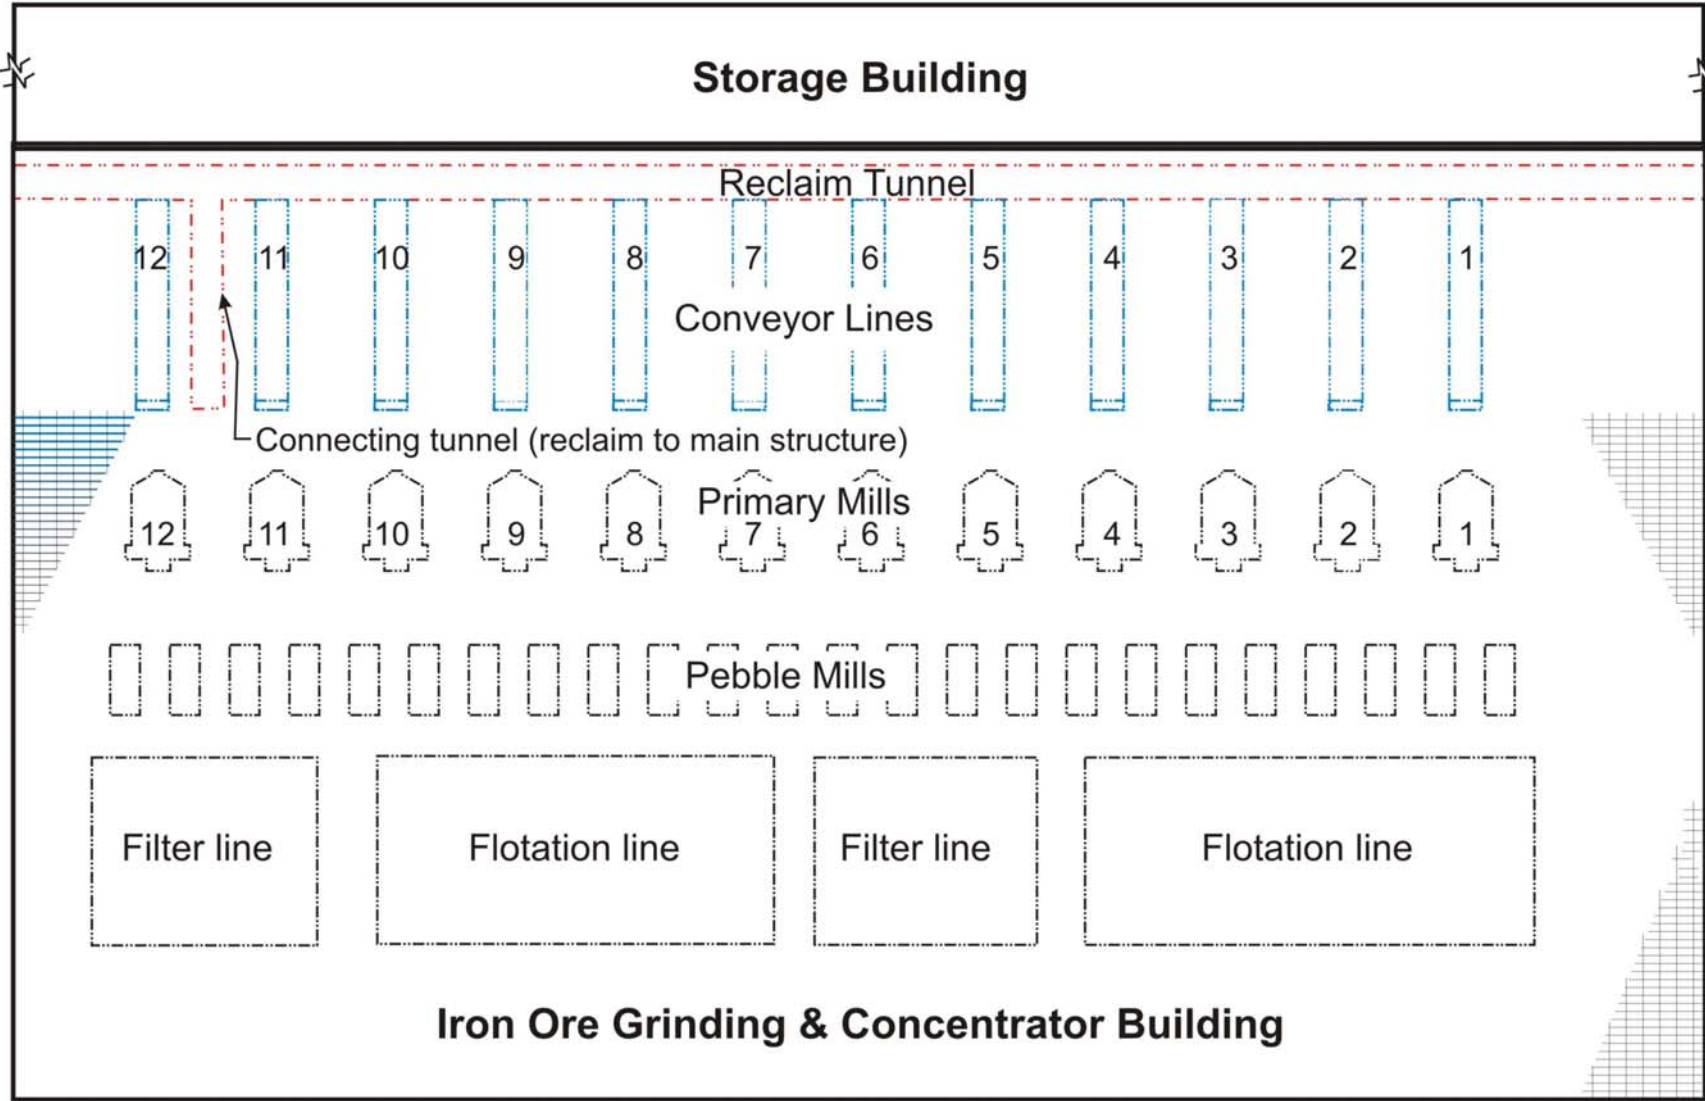 Storage Building
Reclaim Tunnel
12 11 10 9 8 7 6 5 4 3 2 1
Conveyor Lines
Connecting tunnel (reclaim to main structure)
Primary Mills
12 11 10 9 8 7 6 5 4 3 2 1
Pebble Mills
Filter line Flotation line Filter line Flotation line
Iron Ore Grinding & Concentrator Building